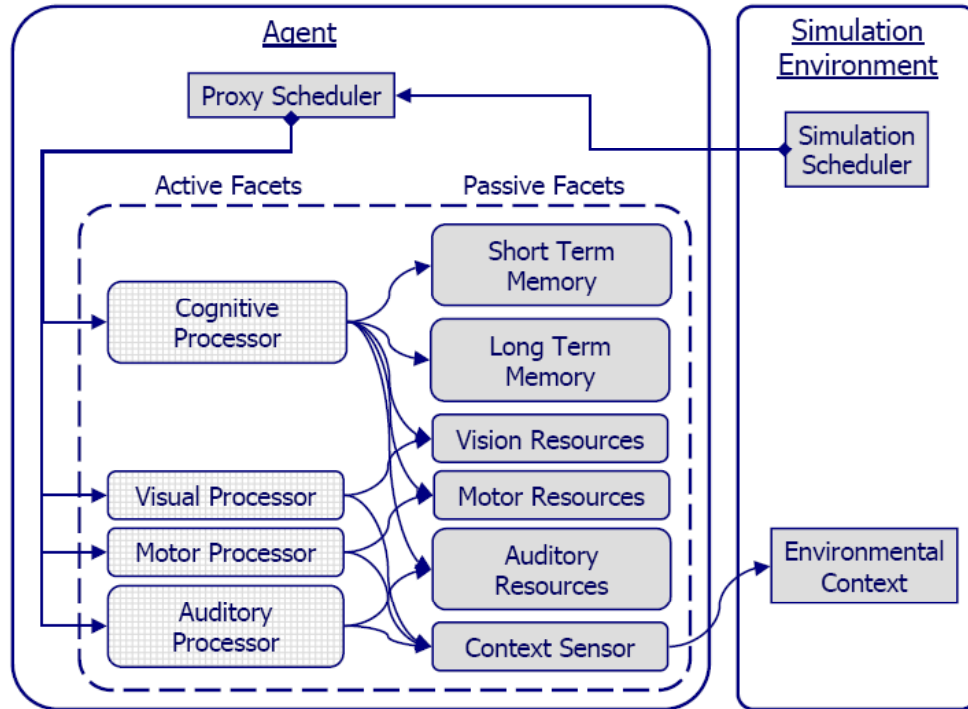 Agent
Simulation
Environment
Proxy Scheduler
Simulation
Scheduler
Active Facets
Passive Facets
Short Term
Memory
Cognitive
Processor
Long Term
Memory
Vision Resources
Visual Processor
Motor Resources
Motor Processor
Auditory
Resources
Environmental
Context
Auditory
Processor
Context Sensor